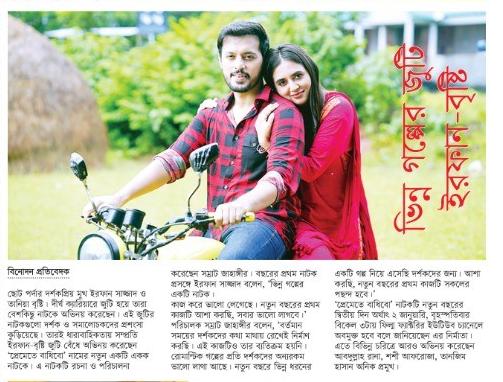 ভিন্ন গল্পের জুটি
ইরফান-বৃষ্টি
বিনোদন প্রতিবেদক
ছোট পর্দার দর্শকপ্রিয় মুখ ইরফান সাজ্জাদ ও
তানিয়া বৃষ্টি। দীর্ঘ ক্যারিয়ারে জুটি হয়ে তারা
বেশকিছু নাটকে অভিনয় করেছেন। এই জুটির
নাটকগুলো দর্শক ও সমালোচকদের প্রশংসা
কুড়িয়েছে। তারই ধারাবাহিকতায় সম্প্রতি
ইরফান-বৃষ্টি জুটি বেঁধে অভিনয় করেছেন
‘প্রেমেতে বাধিবো’ নামের নতুন একটি একক
নাটকে। এ নাটকটি রচনা ও পরিচালনা
করেছেন সম্রাট জাহাঙ্গীর। বছরের প্রথম নাটক
প্রসঙ্গে ইরফান সাজ্জাদ বলেন, ‘ভিন্ন গল্পের
একটি নাটক।
কাজ করে ভালো লেগেছে। নতুন বছরের প্রথম
কাজটি আশা করছি, সবার ভালো লাগবে।’
পরিচালক সম্রাট জাহাঙ্গীর বলেন, ‘বর্তমান
সময়ের দর্শকদের কথা মাথায় রেখেই নির্মাণ
করছি। এই কাজটিও তার ব্যতিক্রম হয়নি।
রোমান্টিক গল্পের প্রতি দর্শকদের অন্যরকম
ভালো লাগা আছে। নতুন বছরে ভিন্ন ধরনের
একটি গল্প নিয়ে এসেছি দর্শকদের জন্য। আশা
করছি, নতুন বছরের প্রথম কাজটি সকলের
পছন্দ হবে।’
‘প্রেমেতে বাধিবো’ নাটকটি নতুন বছরের
দ্বিতীয় দিন অর্থাৎ ২ জানুয়ারি, বৃহস্পতিবার
বিকেল ৩টায় ফিল্ম ফ্যাক্টরির ইউটিউব চ্যানেলে
অবমুক্ত হবে বলে জানিয়েছেন এর নির্মাতা।
এতে বিভিন্ন চরিত্রে আরও অভিনয় করেছেন
আবদুল্লাহ রানা, শশী আফরোজা, তানজিম
হাসান অনিক প্রমুখ।